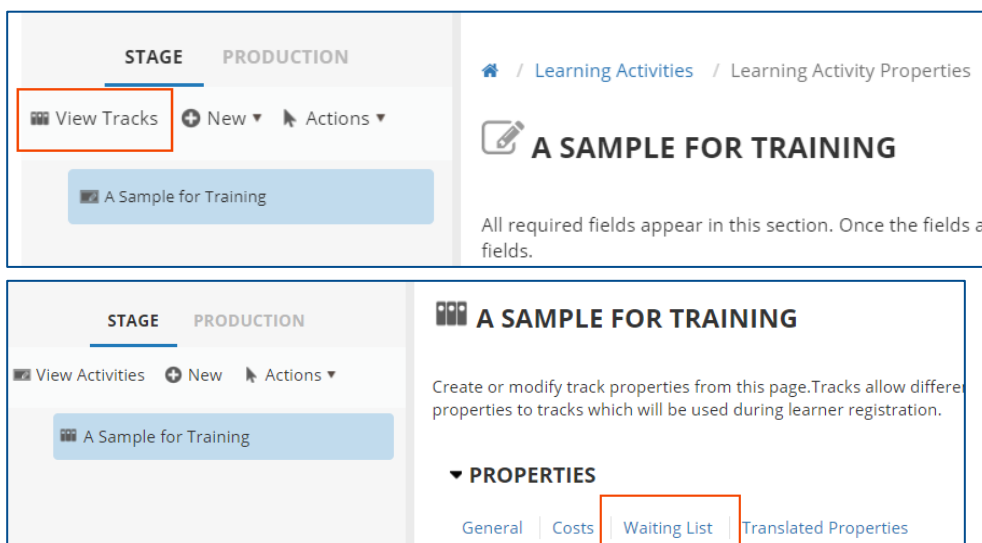 STAGE PRODUCTION
/ Learning Activities / Learning Activity Properties
View Tracks New Actions
A SAMPLE FOR TRAINING
A Sample for Training
All required fields appear in this section. Once the fields a
fields.
STAGE PRODUCTION
A SAMPLE FOR TRAINING
View Activities New Actions
Create or modify track properties from this page.Tracks allow differen
properties to tracks which will be used during learner registration.
A Sample for Training
PROPERTIES
General Costs Waiting List Translated Properties